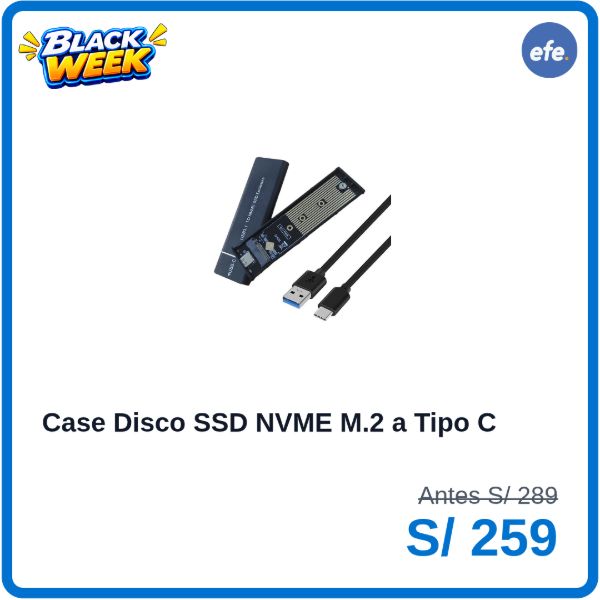 BLACK
WEEK
efe.
Case Disco SSD NVME M.2 a Tipo C
Antes S/ 289
S/ 259